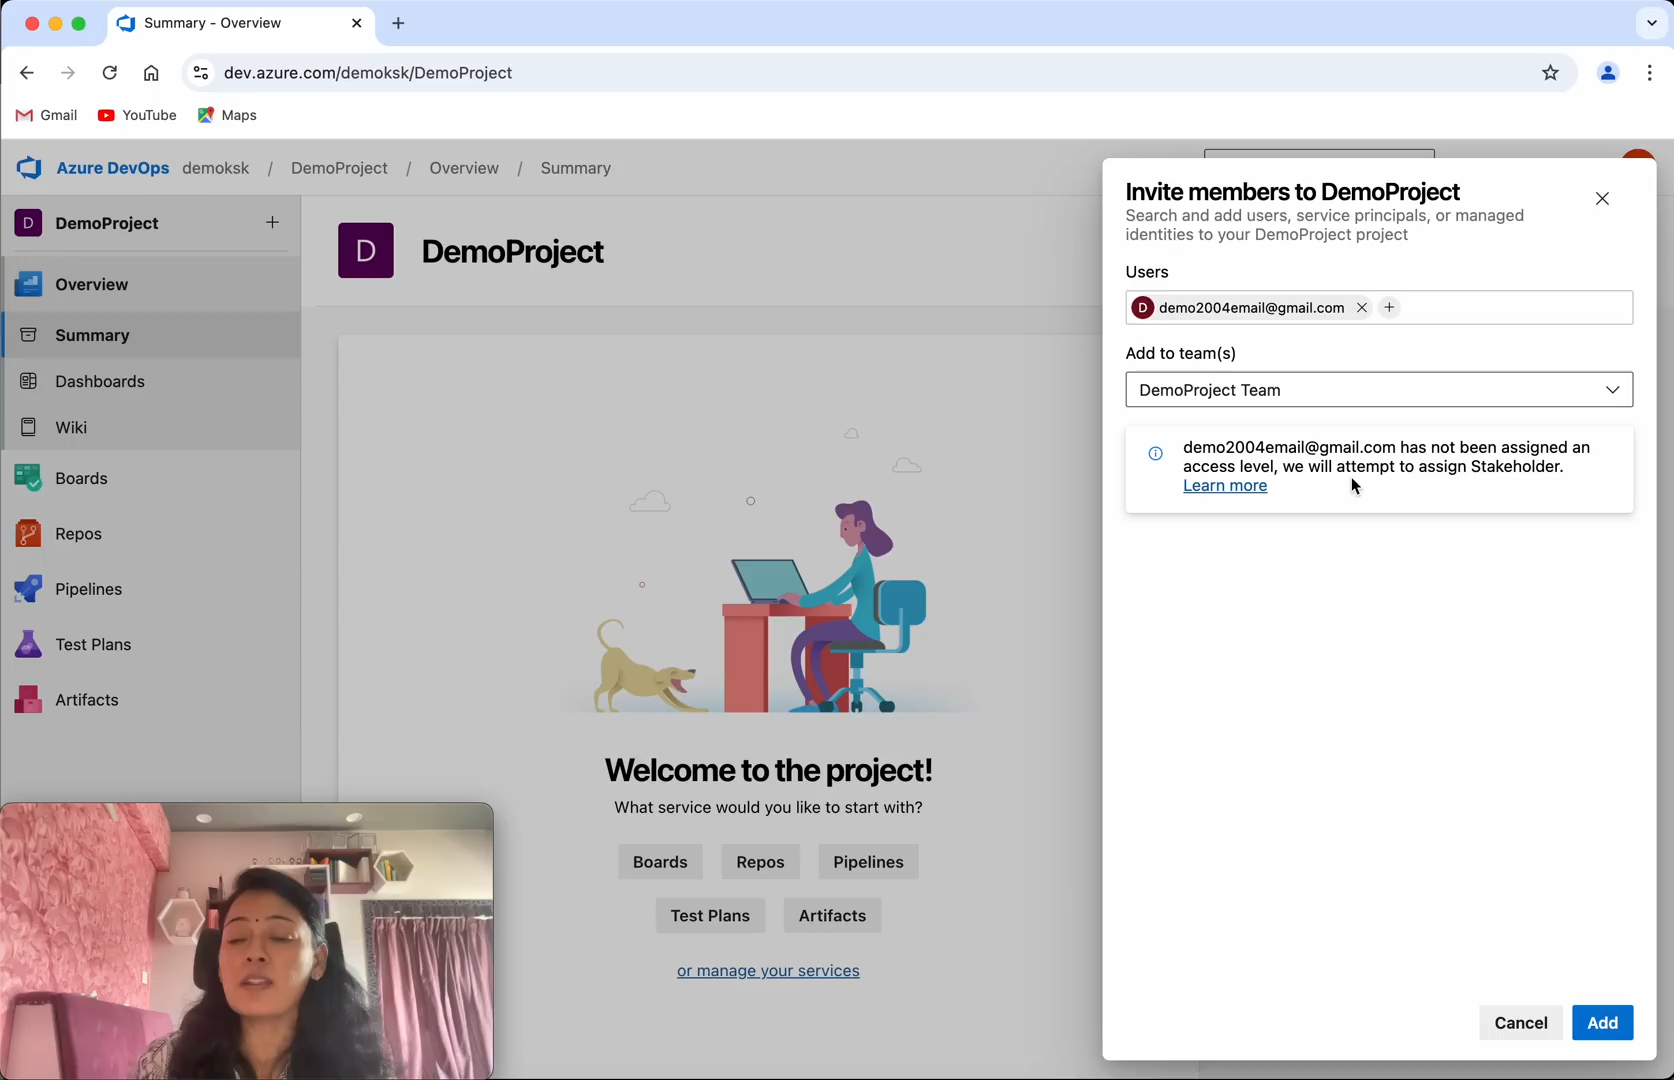 Summary - Overview
dev.azure.com/demoksk/DemoProject
Gmail
YouTube
Maps
Azure DevOps
demoksk / DemoProject / Overview / Summary
D
DemoProject
Overview
Summary
Dashboards
Wiki
Boards
Repos
Pipelines
Test Plans
Artifacts
D
DemoProject
Welcome to the project!
What service would you like to start with?
Boards
Repos
Pipelines
Test Plans
Artifacts
or manage your services
Invite members to DemoProject
Search and add users, service principals, or managed
identities to your DemoProject project
Users
D demo2004email@gmail.com
Add to team(s)
DemoProject Team
demo2004email@gmail.com has not been assigned an
access level, we will attempt to assign Stakeholder.
Learn more
Cancel
Add